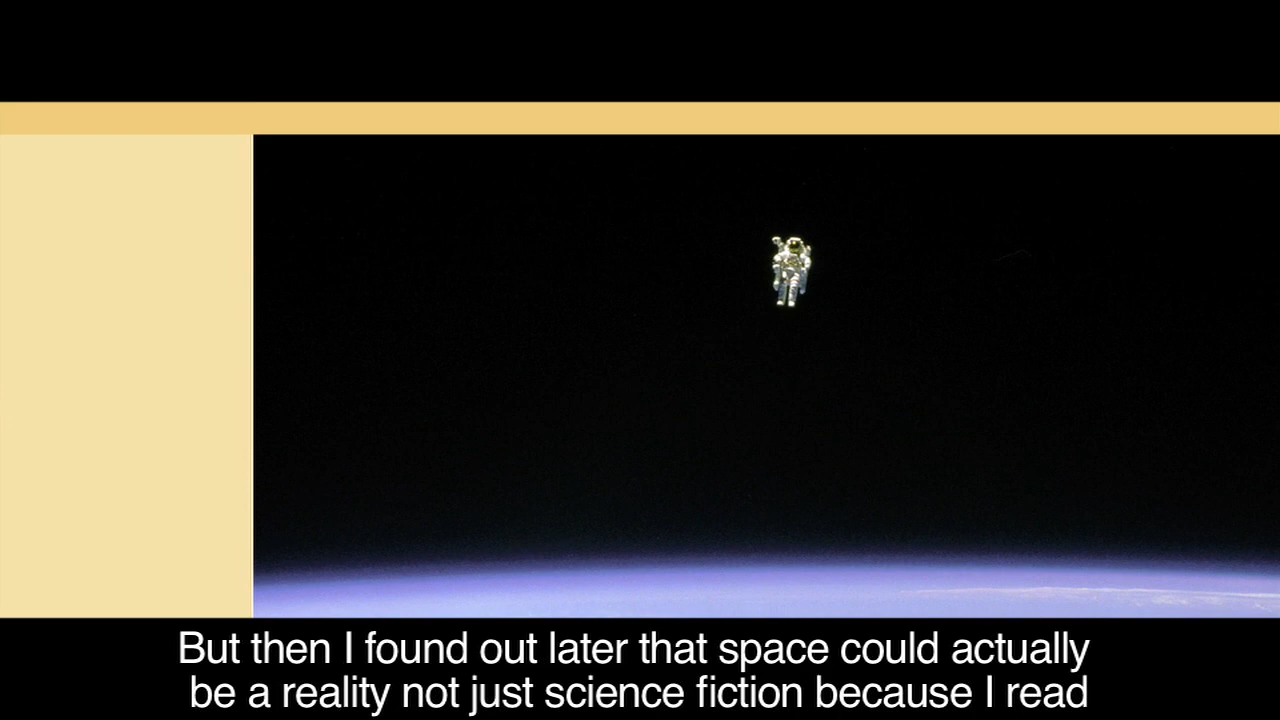 But then I found out later that space could actually
be a reality not just science fiction because I read